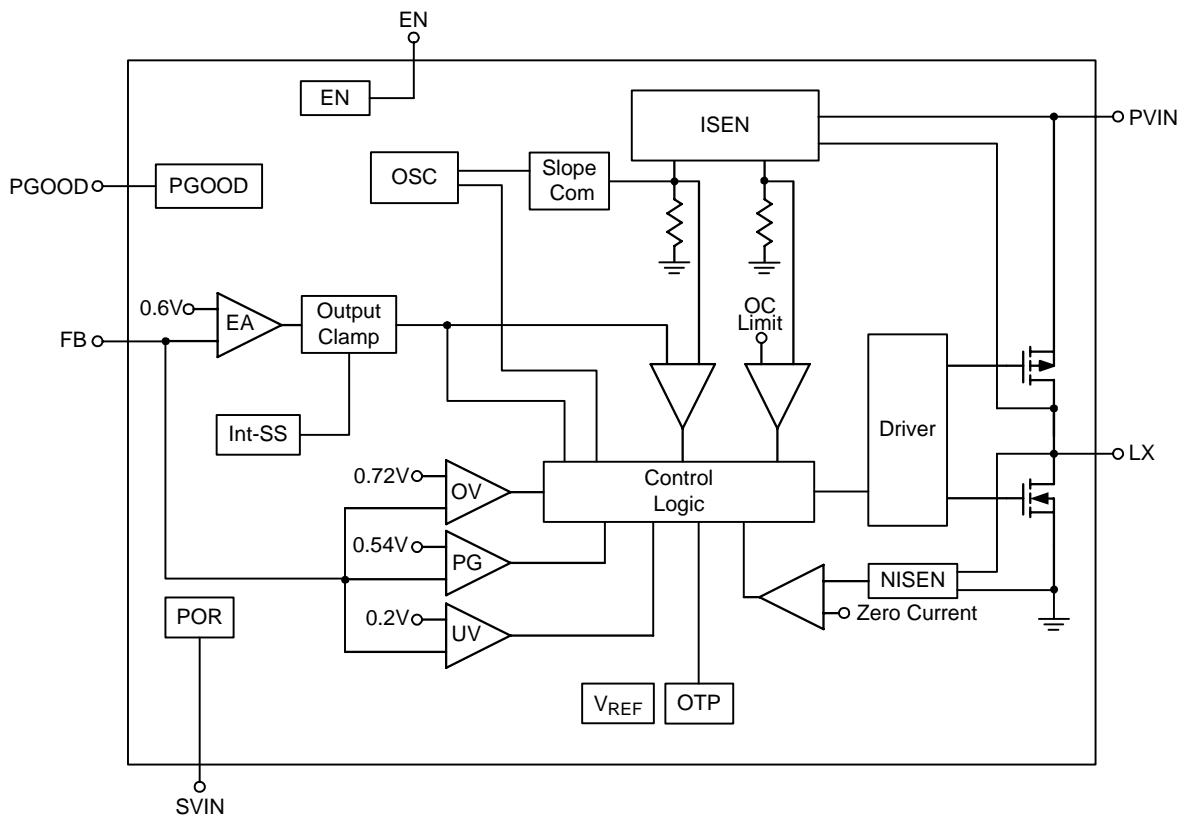 EN
EN
ISEN
PVIN
PGOOD
PGOOD
OSC
Slope
Com
0.6V
EA
Output
Clamp
OC
Limit
FB
Int-SS
Driver
0.72V
OV
Control
Logic
LX
0.54V
PG
NISEN
Zero Current
POR
0.2V
UV
VREF
OTP
SVIN